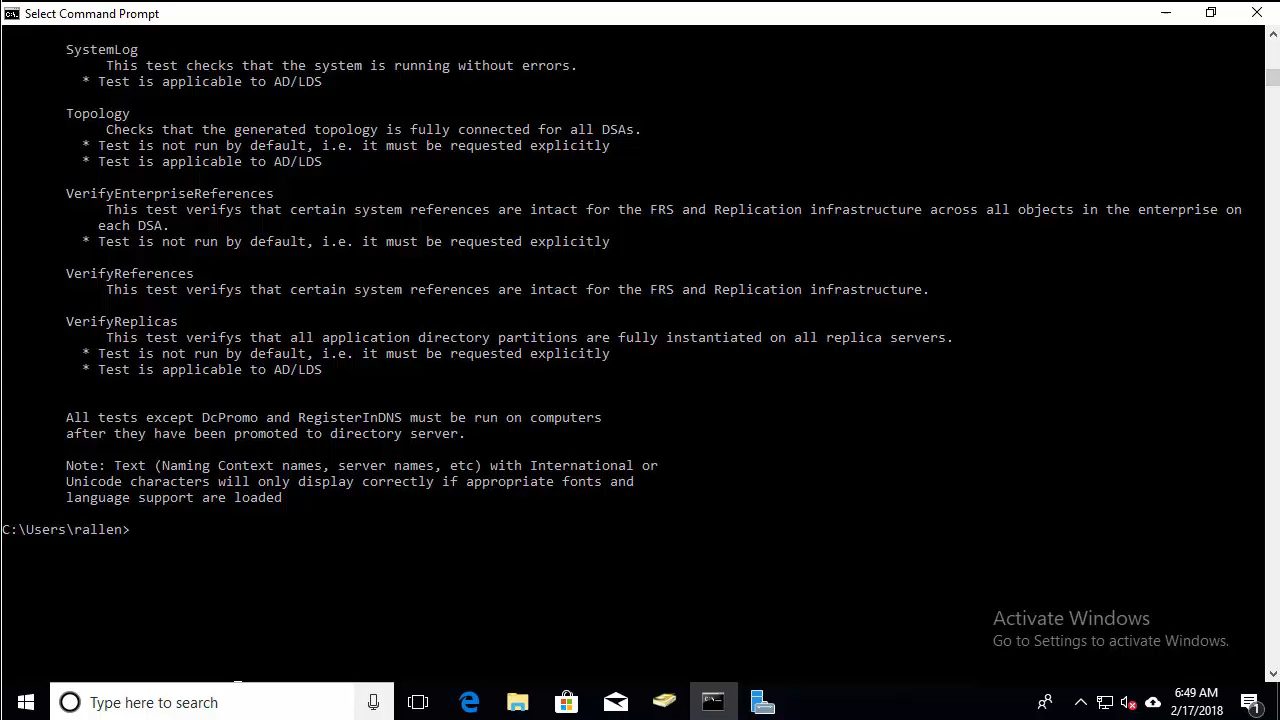 Select Command Prompt
SystemLog
This test checks that the system is running without errors.
* Test is applicable to AD/LDS
Topology
Checks that the generated topology is fully connected for all DSAs.
* Test is not run by default, i.e. it must be requested explicitly
* Test is applicable to AD/LDS
VerifyEnterpriseReferences
This test verifys that certain system references are intact for the FRS and Replication infrastructure across all objects in the enterprise on
each DSA.
* Test is not run by default, i.e. it must be requested explicitly
VerifyReferences
This test verifys that certain system references are intact for the FRS and Replication infrastructure.
VerifyReplicas
This test verifys that all application directory partitions are fully instantiated on all replica servers.
* Test is not run by default, i.e. it must be requested explicitly
* Test is applicable to AD/LDS
All tests except DcPromo and RegisterInDNS must be run on computers
after they have been promoted to directory server.
Note: Text (Naming Context names, server names, etc) with International or
Unicode characters will only display correctly if appropriate fonts and
language support are loaded
C:\Users\rallen>
Activate Windows
Go to Settings to activate Windows.
Type here to search
6:49 AM
2/17/2018
1